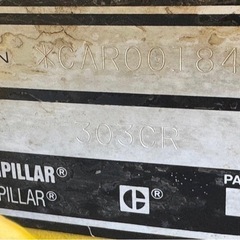 N *CAR00184
303CR
PILLAR®
PILLAR® C ® PA